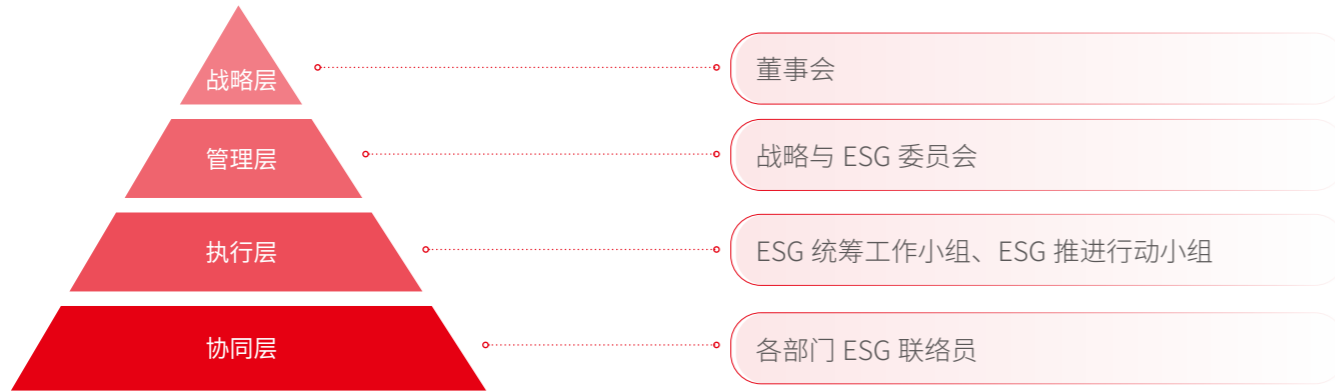 战略层
董事会
管理层
战略与 ESG 委员会
执行层
ESG 统筹工作小组、ESG 推进行动小组
协同层
各部门 ESG 联络员